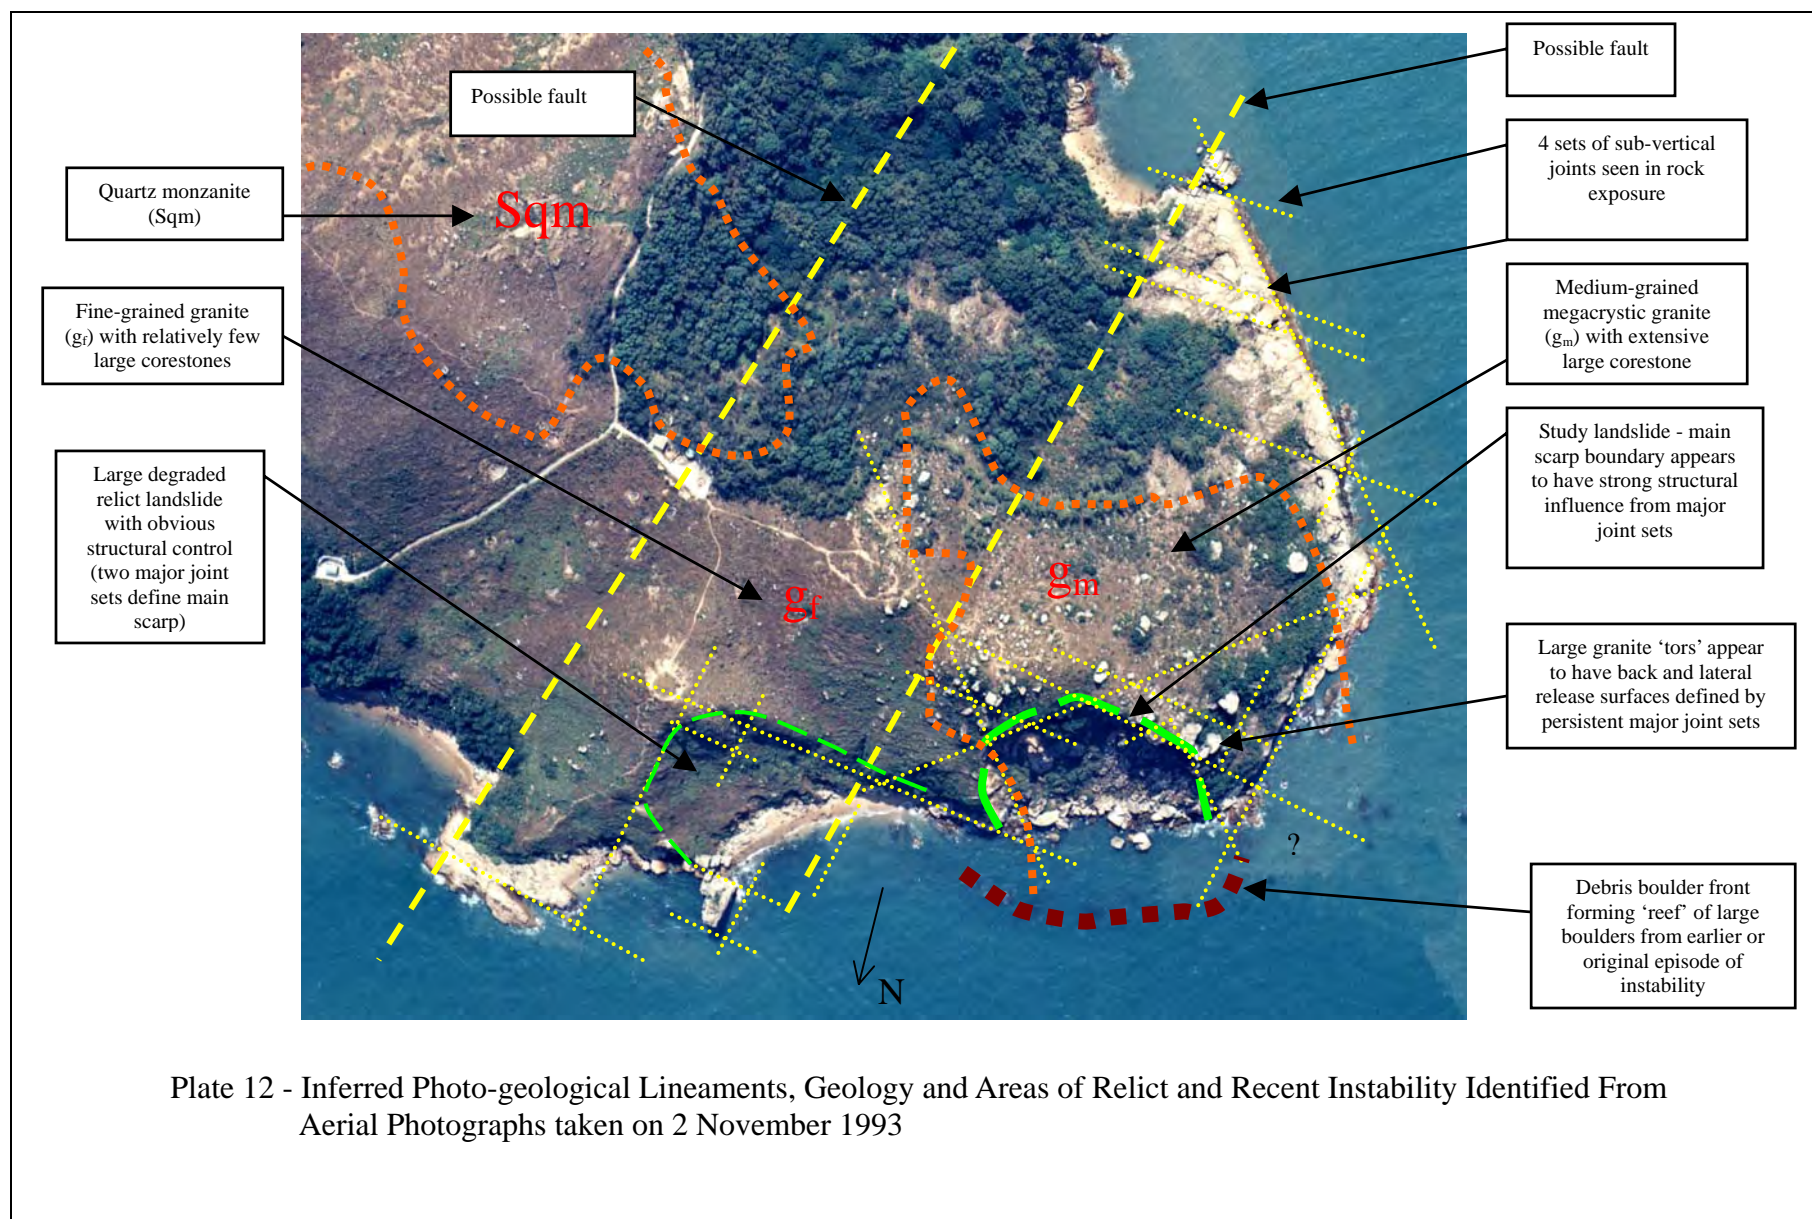 Possible fault
Possible fault
4 sets of sub-vertical
joints seen in rock
exposure
Quartz monzanite
(Sqm)
Sqm
Fine-grained granite
(gf) with relatively few
large corestones
Medium-grained
megacrystic granite
(gm) with extensive
large corestone
Large degraded
relict landslide
with obvious
structural control
(two major joint
sets define main
scarp)
Study landslide - main
scarp boundary appears
to have strong structural
influence from major
joint sets
gf
gm
Large granite ‘tors’ appear
to have back and lateral
release surfaces defined by
persistent major joint sets
?
Debris boulder front
forming ‘reef’ of large
boulders from earlier or
original episode of
instability
N
Plate 12 - Inferred Photo-geological Lineaments, Geology and Areas of Relict and Recent Instability Identified From
Aerial Photographs taken on 2 November 1993